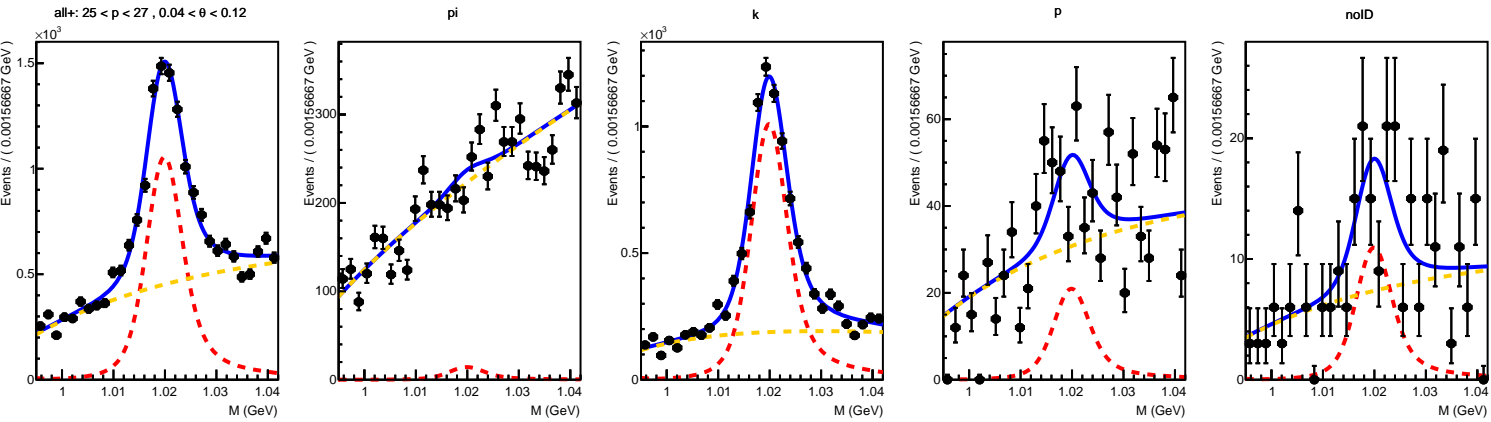 all+: 25 < p < 27 , 0.04 < θ < 0.12
×10³
1.5
1
0.5
0
1 1.01 1.02 1.03 1.04
M (GeV)
Events / ( 0.00156667 GeV )
pi
300
200
100
0
1 1.01 1.02 1.03 1.04
M (GeV)
Events / ( 0.00156667 GeV )
k
×10³
1
0.5
0
1 1.01 1.02 1.03 1.04
M (GeV)
Events / ( 0.00156667 GeV )
p
60
40
20
0
1 1.01 1.02 1.03 1.04
M (GeV)
Events / ( 0.00156667 GeV )
noID
20
10
0
1 1.01 1.02 1.03 1.04
M (GeV)
Events / ( 0.00156667 GeV )